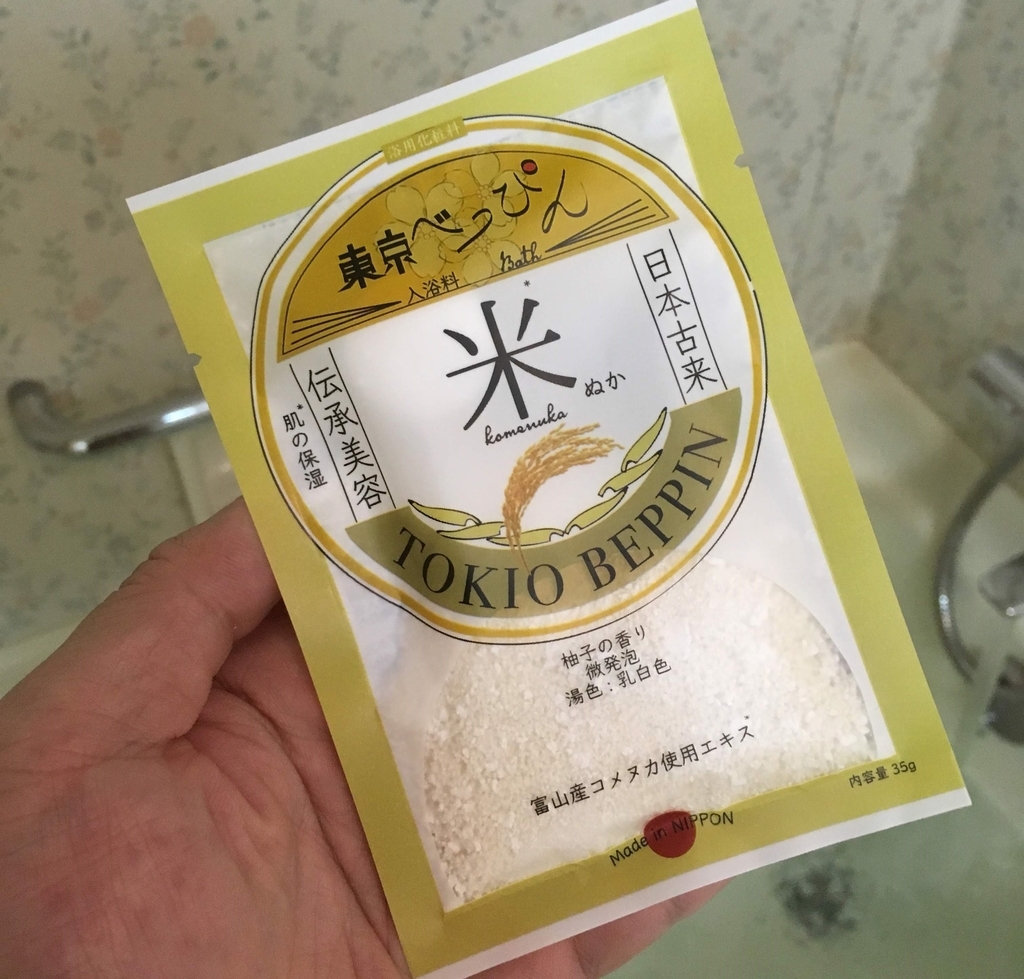 浴用化粧料
東京べっぴん
入浴料 Bath
日本古来
米*ぬか
komenuka
伝承美容
肌*の保湿
TOKIO BEPPIN
柚子の香り
微発泡
湯色：乳白色
富山産コメヌカ使用エキス*
内容量 35g
Made in NIPPON